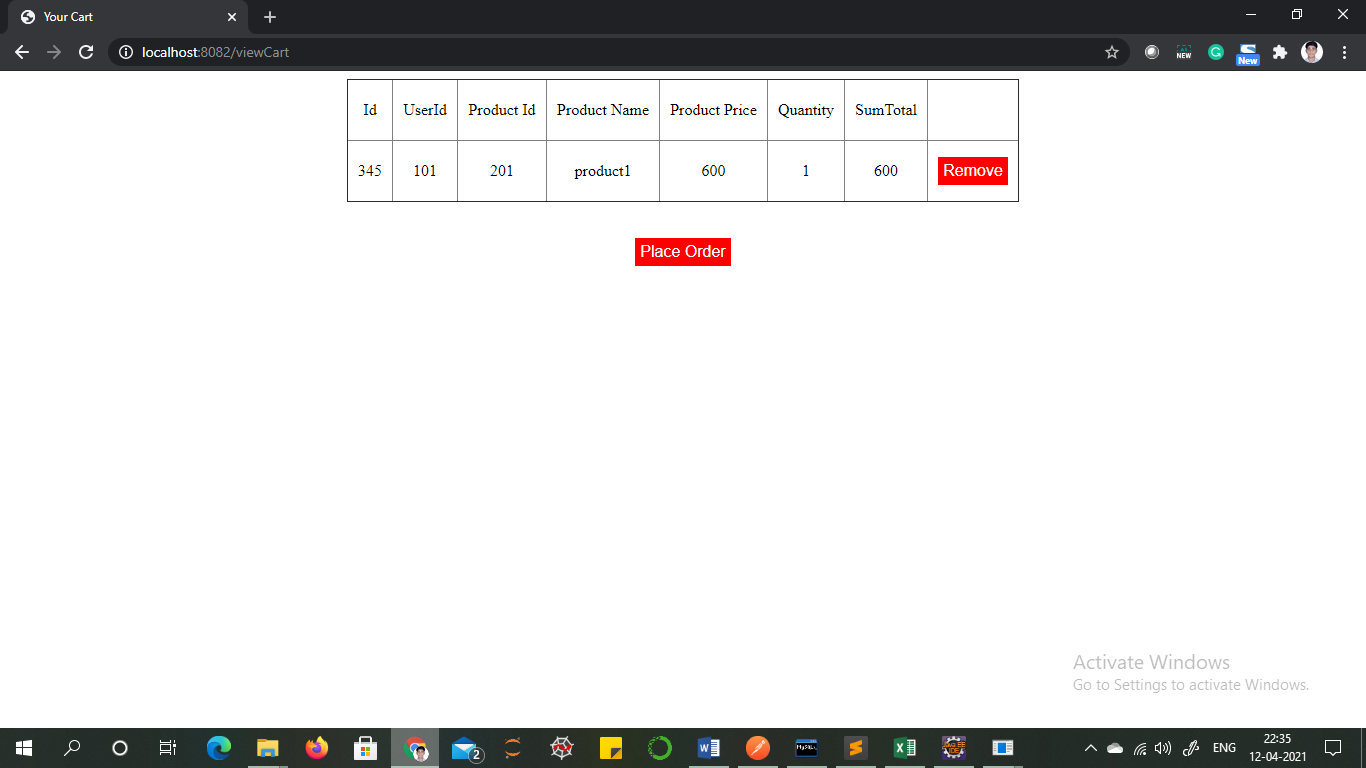 Your Cart
localhost:8082/viewCart
NEW
New
Id UserId Product Id Product Name Product Price Quantity SumTotal
345 101 201 product1 600 1 600 Remove
Place Order
Activate Windows
Go to Settings to activate Windows.
2
ENG
22:35
12-04-2021